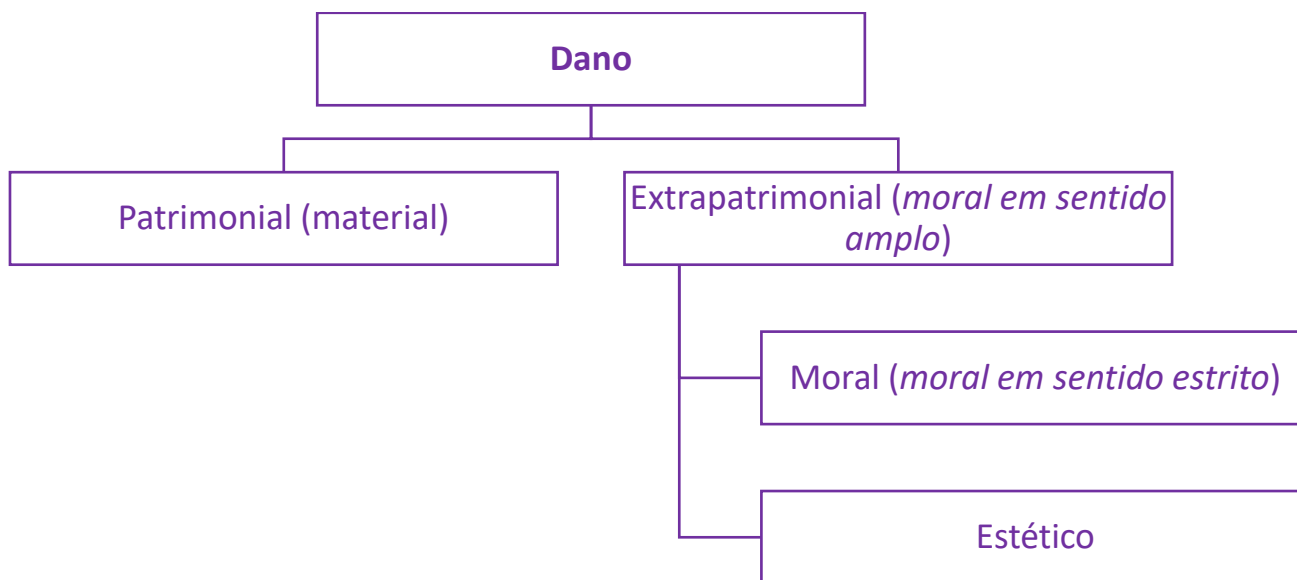 Dano
Patrimonial (material)
Extrapatrimonial (moral em sentido
amplo)
Moral (moral em sentido estrito)
Estético